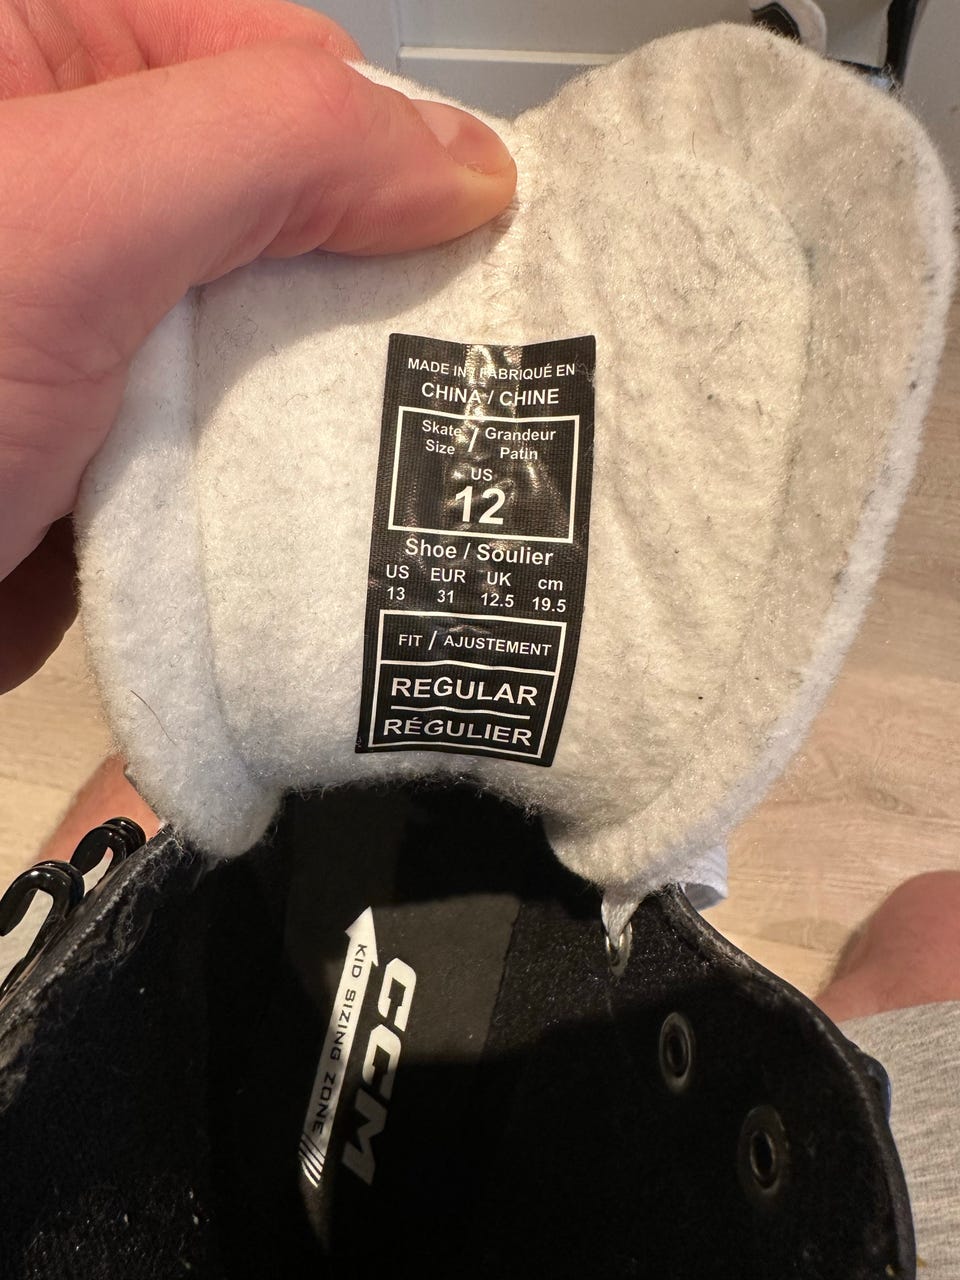 MADE IN / FABRIQUÉ EN
CHINA / CHINE
Skate / Grandeur
Size Patin
US
12
Shoe / Soulier
US EUR UK cm
13 31 12.5 19.5
FIT / AJUSTEMENT
REGULAR
RÉGULIER
KID SIZING ZONE
CCM